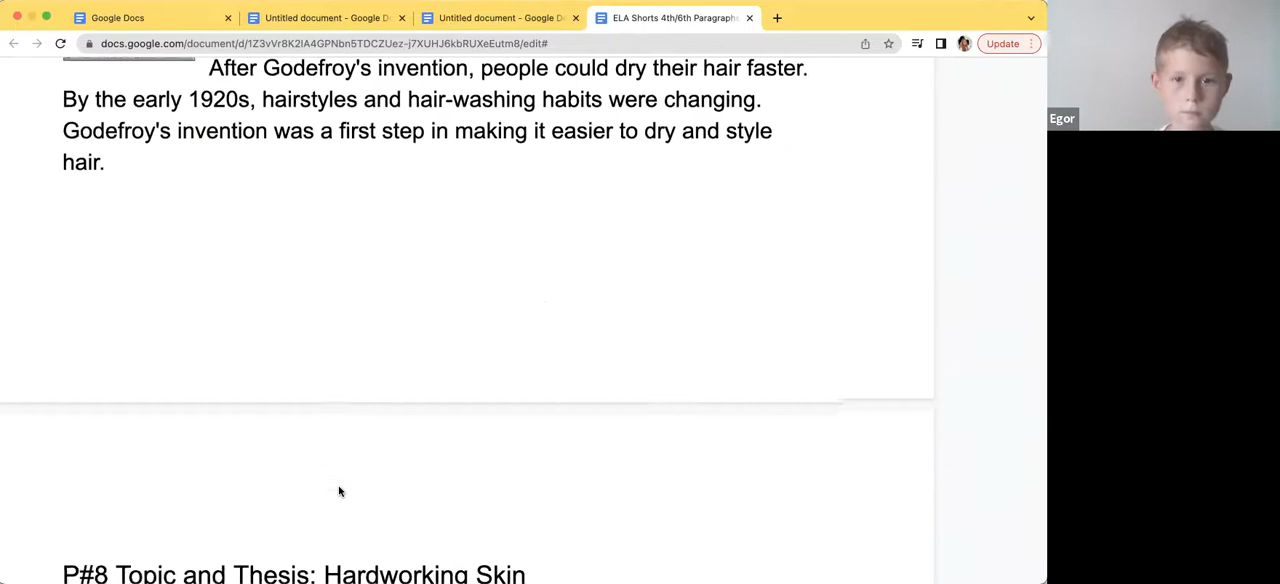 Google Docs
Untitled document - Google D
Untitled document - Google D
ELA Shorts 4th/6th Paragraphs
docs.google.com/document/d/1Z3vVr8K2IA4GPNbn5TDCZUez-j7XUHJ6kbRUXeEutm8/edit#
Update
After Godefroy's invention, people could dry their hair faster.
By the early 1920s, hairstyles and hair-washing habits were changing.
Godefroy's invention was a first step in making it easier to dry and style
hair.
P#8 Topic and Thesis: Hardworking Skin
Egor